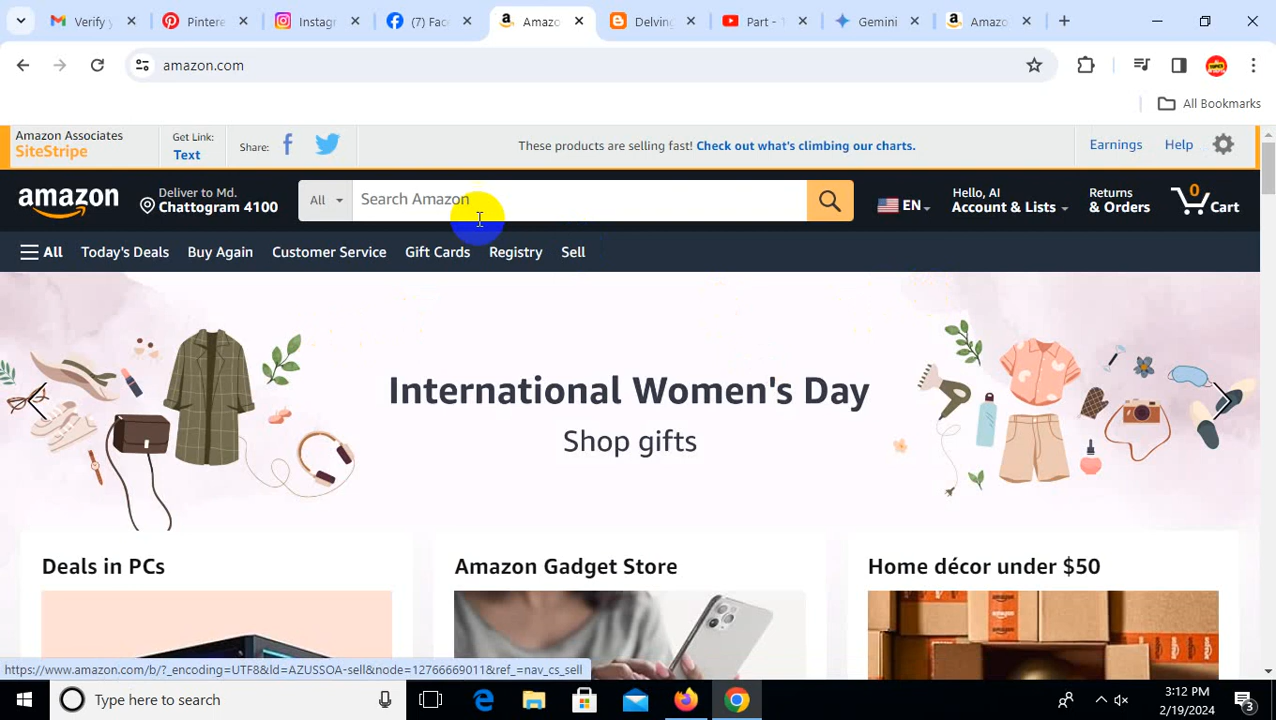 Verify y
Pintere
Instag
(7) Fac
Amazo
Delvin
Part - T
Gemini
Amazo
amazon.com
All Bookmarks
Amazon Associates
SiteStripe
Get Link:
Text
Share:
These products are selling fast! Check out what's climbing our charts.
Earnings
Help
amazon
Deliver to Md.
Chattogram 4100
All
Search Amazon
EN
Hello, AI
Account & Lists
Returns
& Orders
0
Cart
All
Today's Deals
Buy Again
Customer Service
Gift Cards
Registry
Sell
International Women's Day
Shop gifts
Deals in PCs
Amazon Gadget Store
Home décor under $50
https://www.amazon.com/b/?_encoding=UTF8&ld=AZUSSOA-sell&node=12766669011&ref_=nav_cs_sell
Type here to search
3:12 PM
2/19/2024
3